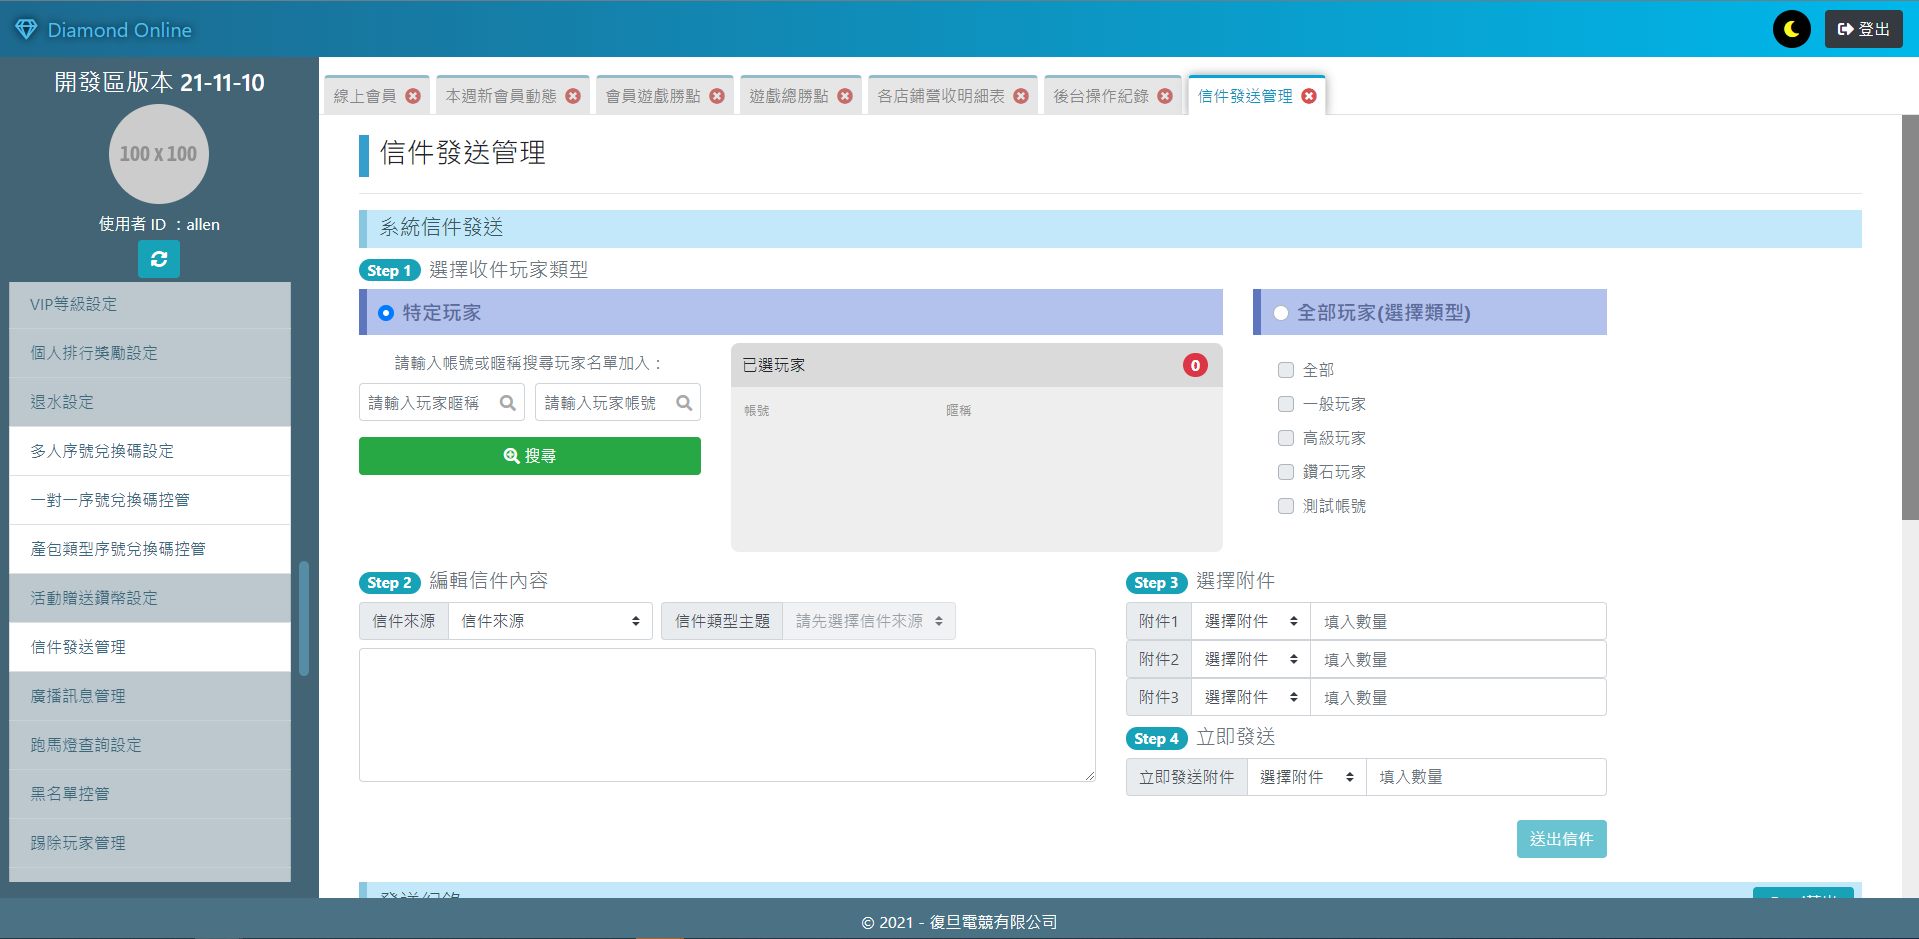 Diamond Online
登出
開發區版本 21-11-10
100 x 100
使用者 ID ：allen
VIP等級設定
個人排行獎勵設定
退水設定
多人序號兌換碼設定
一對一序號兌換碼控管
產包類型序號兌換碼控管
活動贈送鑽幣設定
信件發送管理
廣播訊息管理
跑馬燈查詢設定
黑名單控管
踢除玩家管理
線上會員
本週新會員動態
會員遊戲勝點
遊戲總勝點
各店鋪營收明細表
後台操作紀錄
信件發送管理
信件發送管理
系統信件發送
Step 1 選擇收件玩家類型
特定玩家
全部玩家(選擇類型)
請輸入帳號或暱稱搜尋玩家名單加入：
請輸入玩家暱稱
請輸入玩家帳號
搜尋
已選玩家 0
帳號 暱稱
全部
一般玩家
高級玩家
鑽石玩家
測試帳號
Step 2 編輯信件內容
信件來源 信件來源
信件類型主題 請先選擇信件來源
Step 3 選擇附件
附件1 選擇附件 填入數量
附件2 選擇附件 填入數量
附件3 選擇附件 填入數量
Step 4 立即發送
立即發送附件 選擇附件 填入數量
送出信件
© 2021 - 復旦電競有限公司